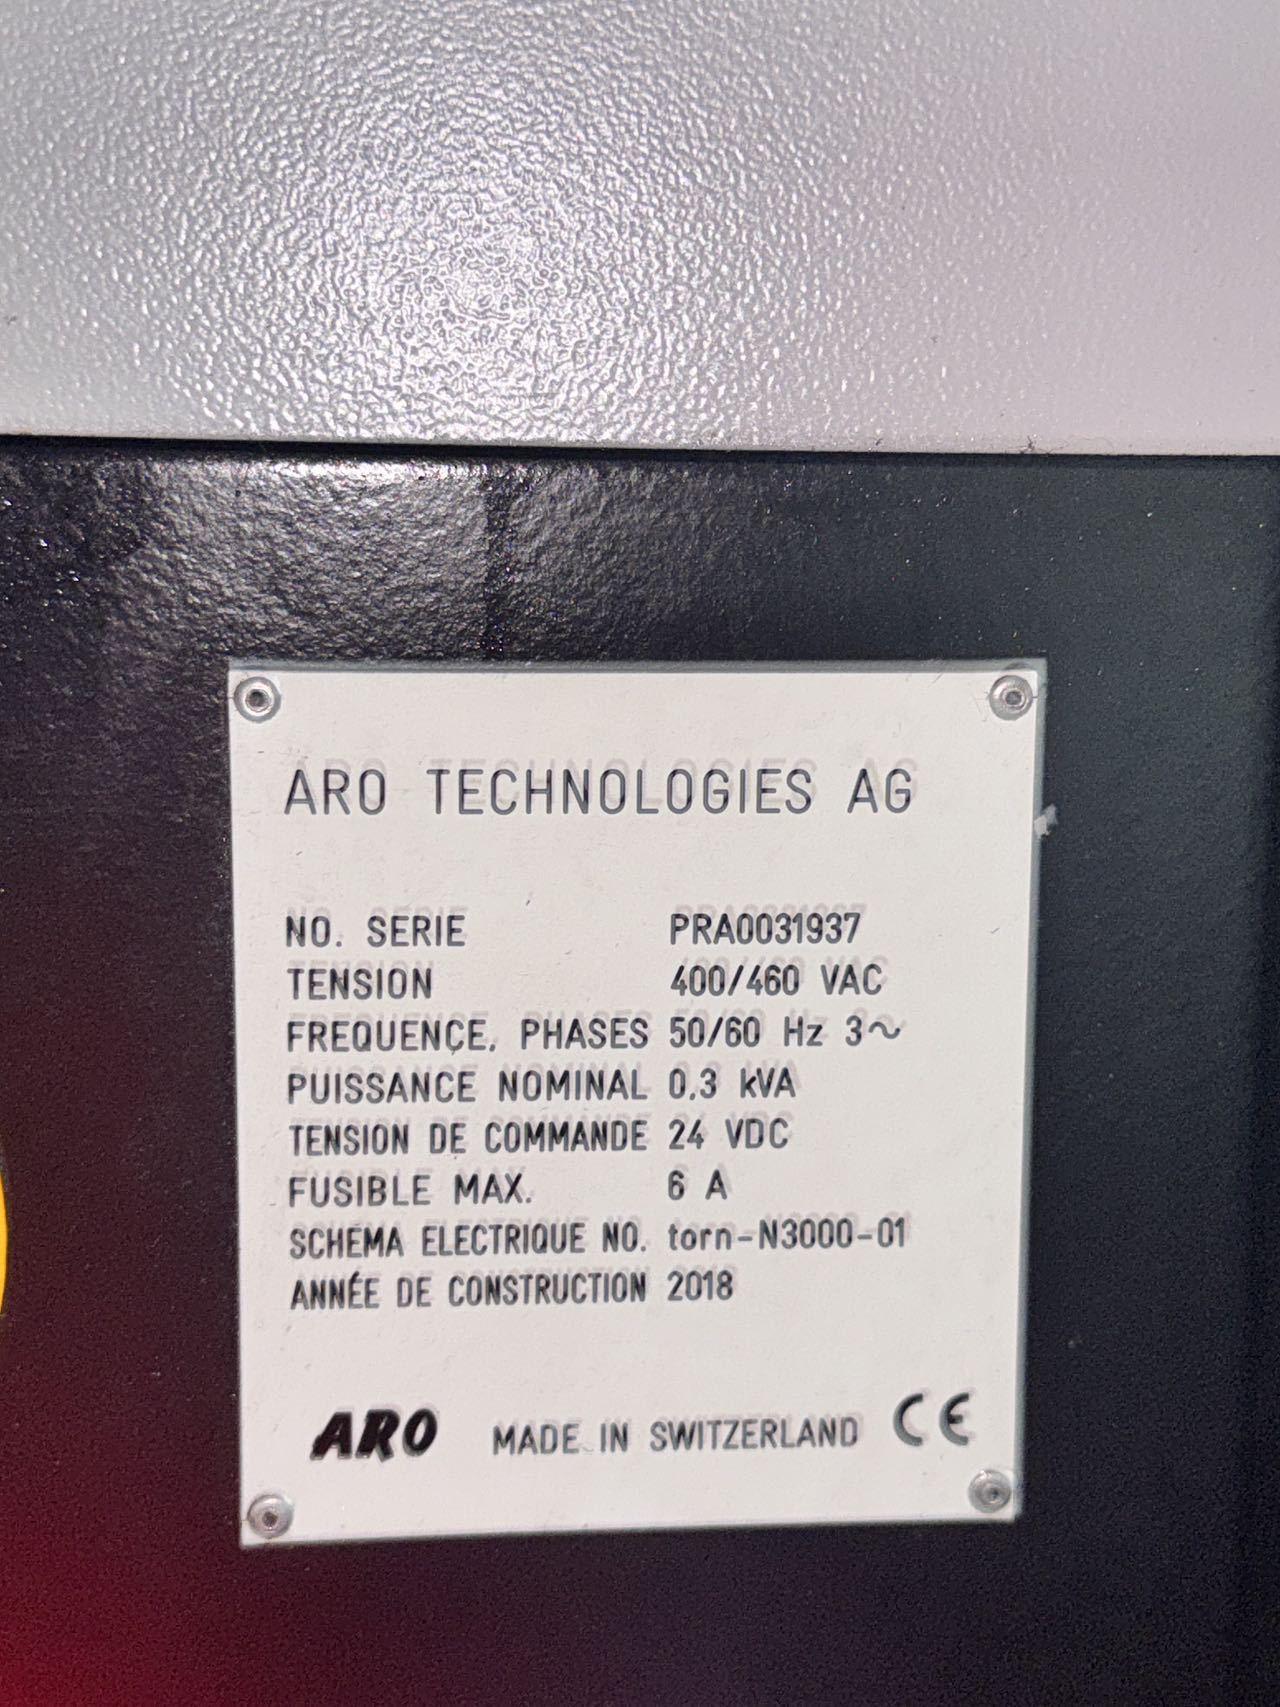 ARO TECHNOLOGIES AG
NO. SERIE PRA0031937
TENSION 400/460 VAC
FREQUENCE, PHASES 50/60 Hz 3~
PUISSANCE NOMINAL 0.3 kVA
TENSION DE COMMANDE 24 VDC
FUSIBLE MAX. 6 A
SCHEMA ELECTRIQUE NO. torn-N3000-01
ANNÉE DE CONSTRUCTION 2018
ARO MADE IN SWITZERLAND CE